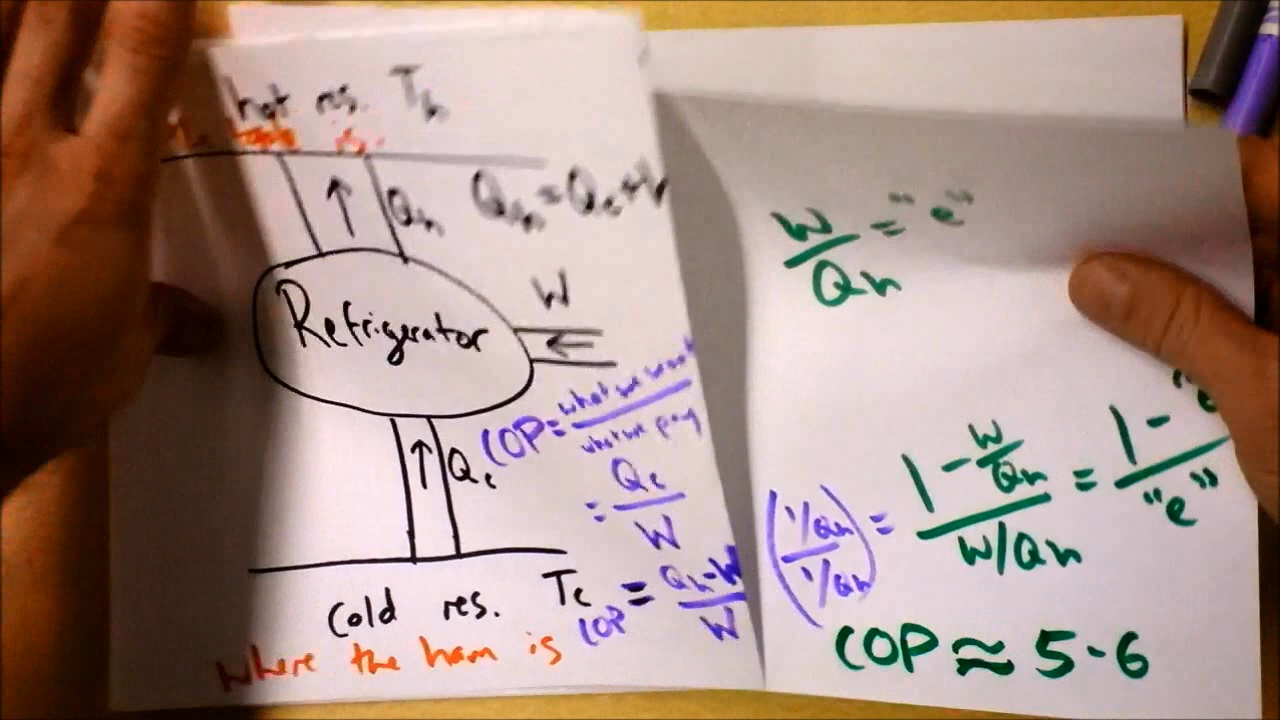 hot res. Th
is.
Qh
Qh = Qc +
Refrigerator
W
COP = what we want
what we pay
Qc
= Qc
W
Cold res. Tc
COP = Qh - W
W
where the ham is
W
Qh
= "e"
(1/Qh
1/Qh)
= 1 - W
Qh
W/Qh
= 1 -
"e"
COP ≈ 5-6